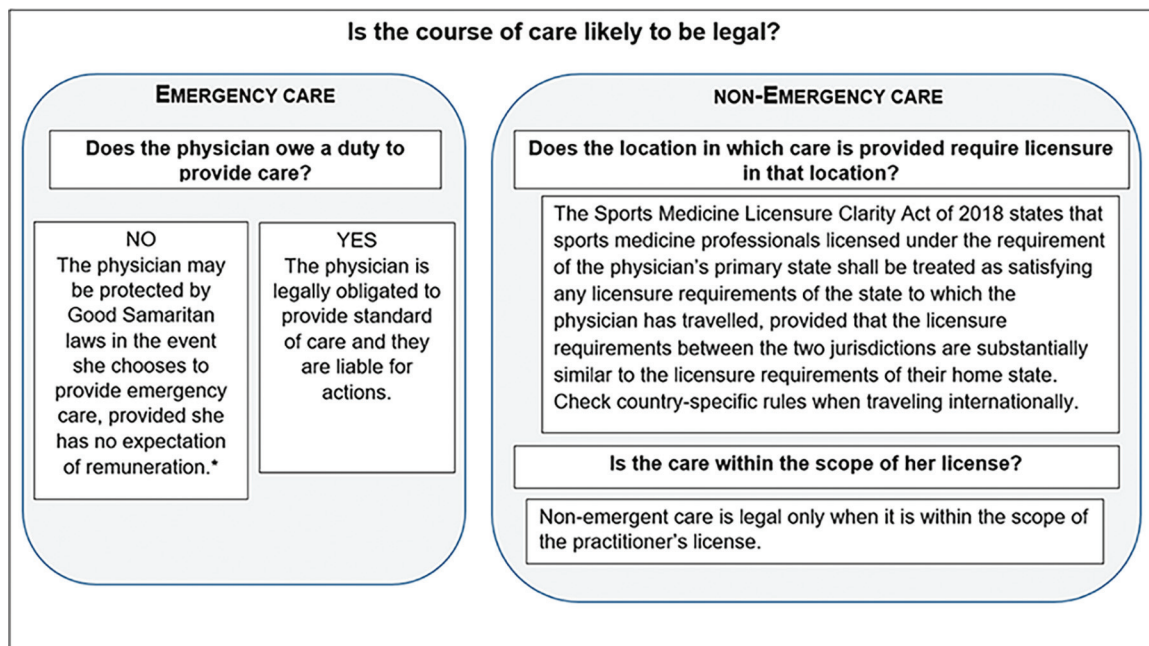 Is the course of care likely to be legal?
EMERGENCY CARE
Does the physician owe a duty to
provide care?
NO
The physician may
be protected by
Good Samaritan
laws in the event
she chooses to
provide emergency
care, provided she
has no expectation
of remuneration.*
YES
The physician is
legally obligated to
provide standard
of care and they
are liable for
actions.
NON-EMERGENCY CARE
Does the location in which care is provided require licensure
in that location?
The Sports Medicine Licensure Clarity Act of 2018 states that
sports medicine professionals licensed under the requirement
of the physician's primary state shall be treated as satisfying
any licensure requirements of the state to which the
physician has travelled, provided that the licensure
requirements between the two jurisdictions are substantially
similar to the licensure requirements of their home state.
Check country-specific rules when traveling internationally.
Is the care within the scope of her license?
Non-emergent care is legal only when it is within the scope of
the practitioner's license.